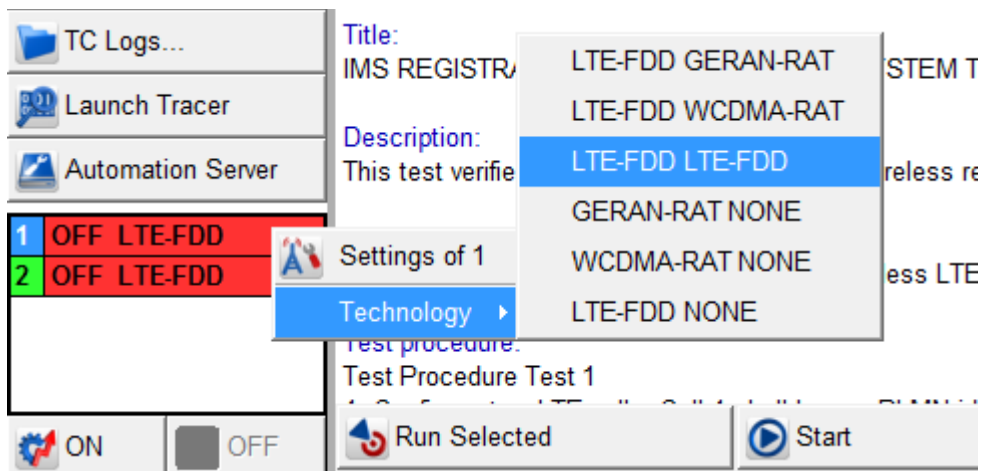 TC Logs...
Launch Tracer
Automation Server
1 OFF LTE-FDD
2 OFF LTE-FDD
ON
OFF
Title:
IMS REGISTRA
STEM T
Description:
This test verifie
reless re
ess LTE
Settings of 1
Technology
LTE-FDD GERAN-RAT
LTE-FDD WCDMA-RAT
LTE-FDD LTE-FDD
GERAN-RAT NONE
WCDMA-RAT NONE
LTE-FDD NONE
Test procedure:
Test Procedure Test 1
Run Selected
Start